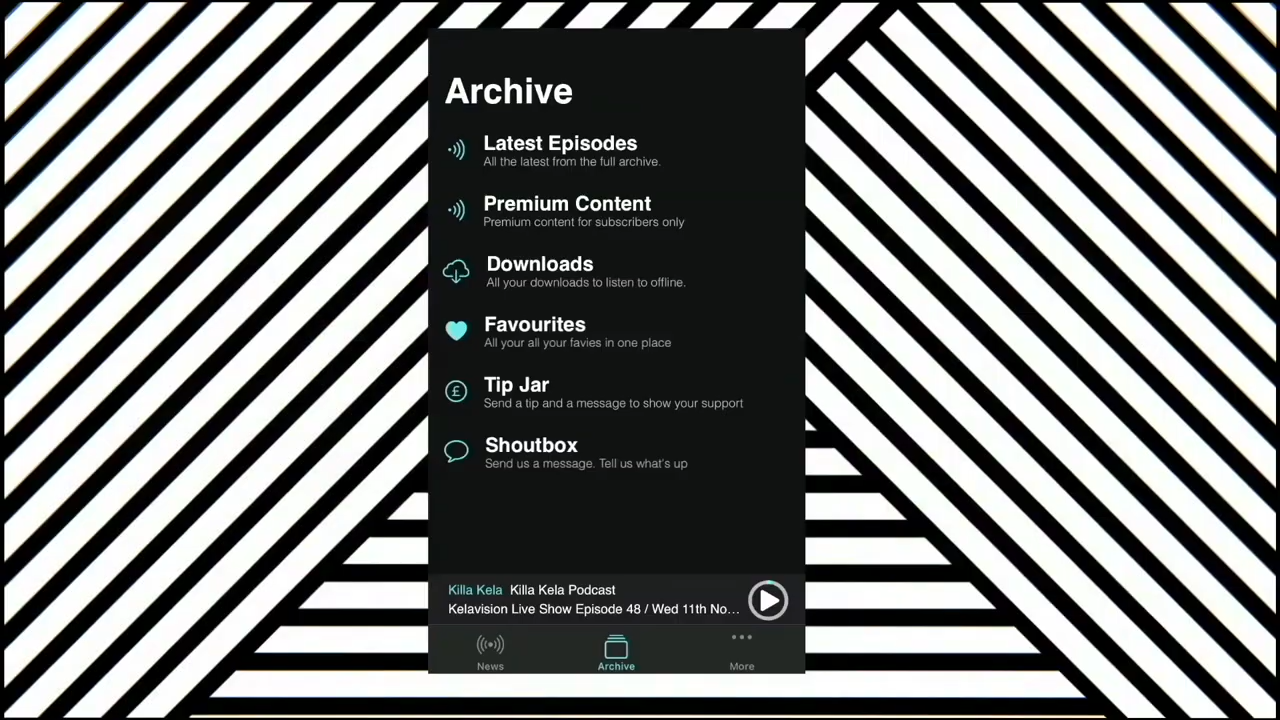 Archive
Latest Episodes
All the latest from the full archive.
Premium Content
Premium content for subscribers only
Downloads
All your downloads to listen to offline.
Favourites
All your all your favies in one place
£
Tip Jar
Send a tip and a message to show your support
Shoutbox
Send us a message. Tell us what's up
Killa Kela Killa Kela Podcast
Kelavision Live Show Episode 48 / Wed 11th No...
News
Archive
More